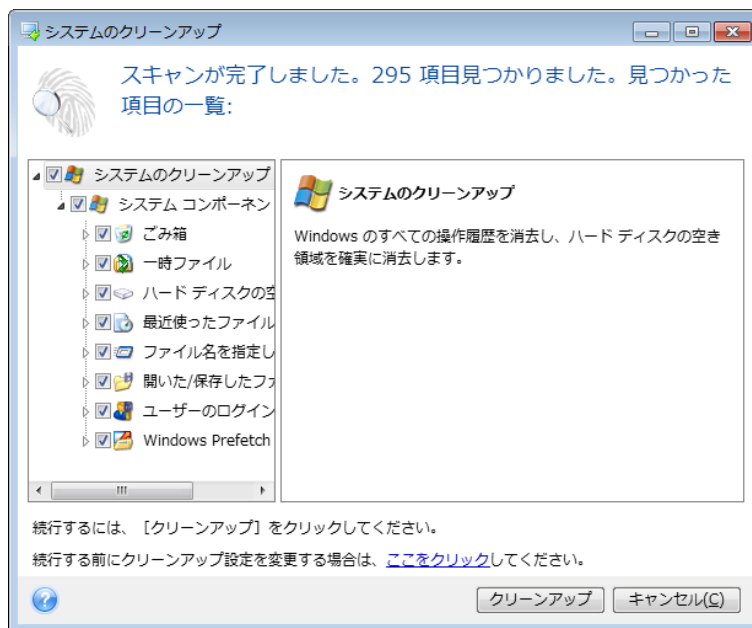 システムのクリーンアップ
スキャンが完了しました。295 項目見つかりました。見つかった
項目の一覧:
システムのクリーンアップ
システム コンポーネン
ごみ箱
一時ファイル
ハード ディスクの空
最近使ったファイル
ファイル名を指定し
開いた/保存したファ
ユーザーのログイン
Windows Prefetch
システムのクリーンアップ
Windows のすべての操作履歴を消去し、ハード ディスクの空き
領域を確実に消去します。
続行するには、［クリーンアップ］をクリックしてください。
続行する前にクリーンアップ設定を変更する場合は、ここをクリックしてください。
クリーンアップ
キャンセル(C)